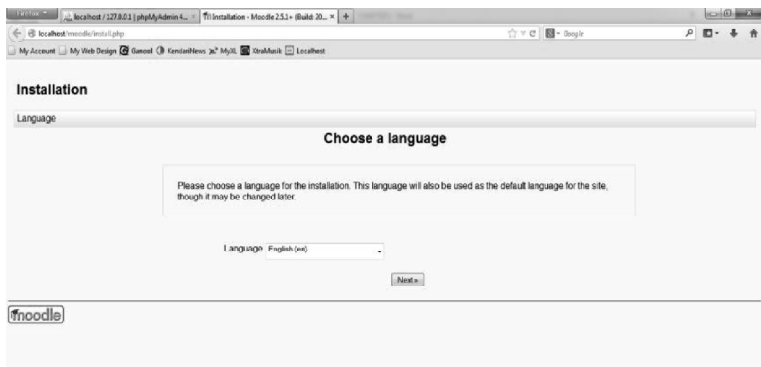 localhost / 127.0.0.1 | phpMyAdmin 4... ×
Installation - Moodle 2.5.1+ (Build: 20... × +
localhost/moodle/install.php
Google
My Account My Web Design Gamool KendariNews MyXL XtraMusik Localhost
Installation
Language
Choose a language
Please choose a language for the installation. This language will also be used as the default language for the site,
though it may be changed later.
Language English (en)
Next »
moodle